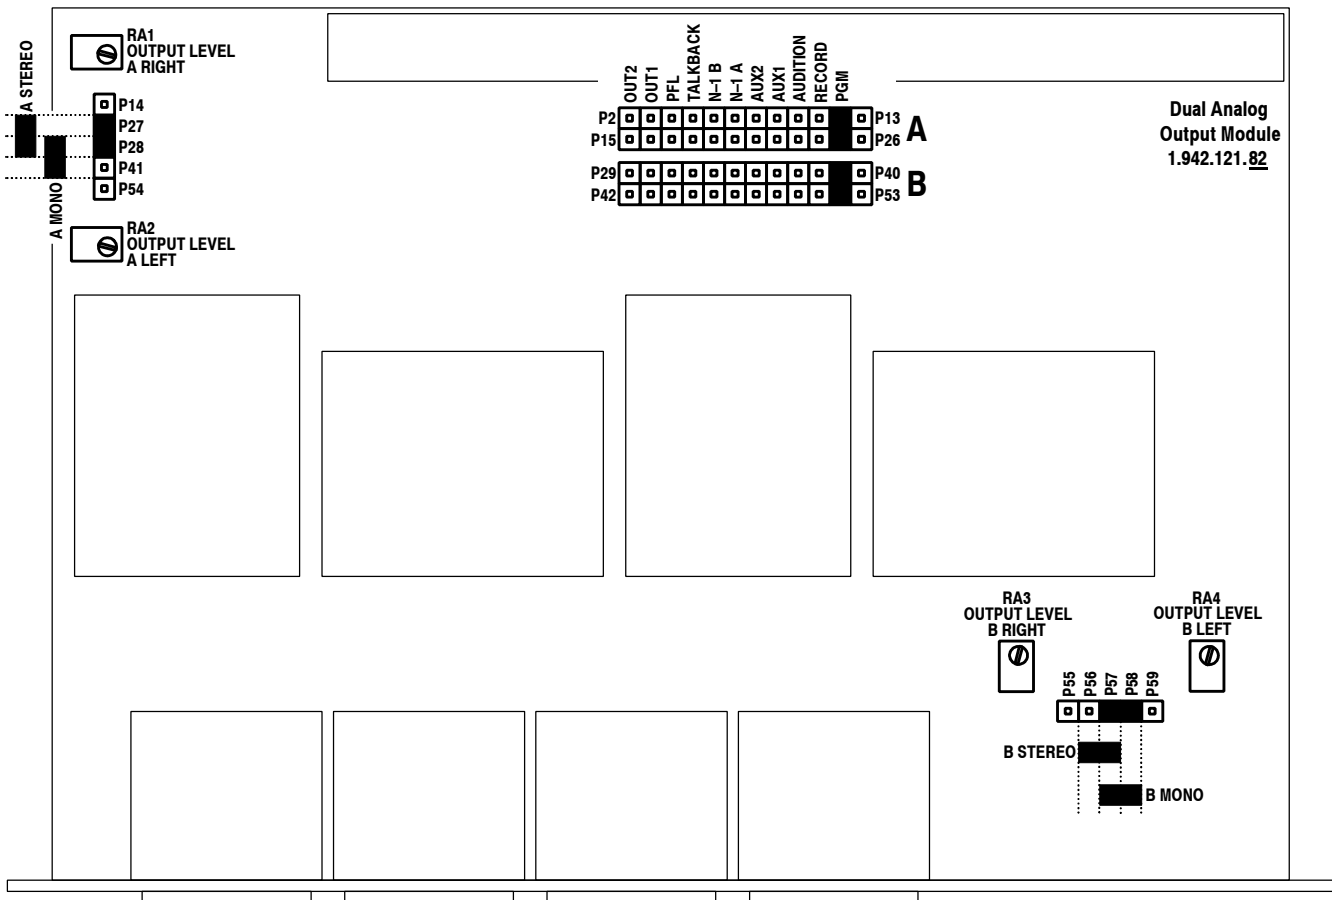 RA1
OUTPUT LEVEL
A RIGHT
A STEREO
P14
P27
P28
P41
P54
A MONO
RA2
OUTPUT LEVEL
A LEFT
OUT2
OUT1
PFL
TALKBACK
N–1 B
N–1 A
AUX2
AUX1
AUDITION
RECORD
PGM
P2
P13
P15
P26
A
P29
P40
P42
P53
B
Dual Analog
Output Module
1.942.121.82
RA3
OUTPUT LEVEL
B RIGHT
RA4
OUTPUT LEVEL
B LEFT
P55
P56
P57
P58
P59
B STEREO
B MONO